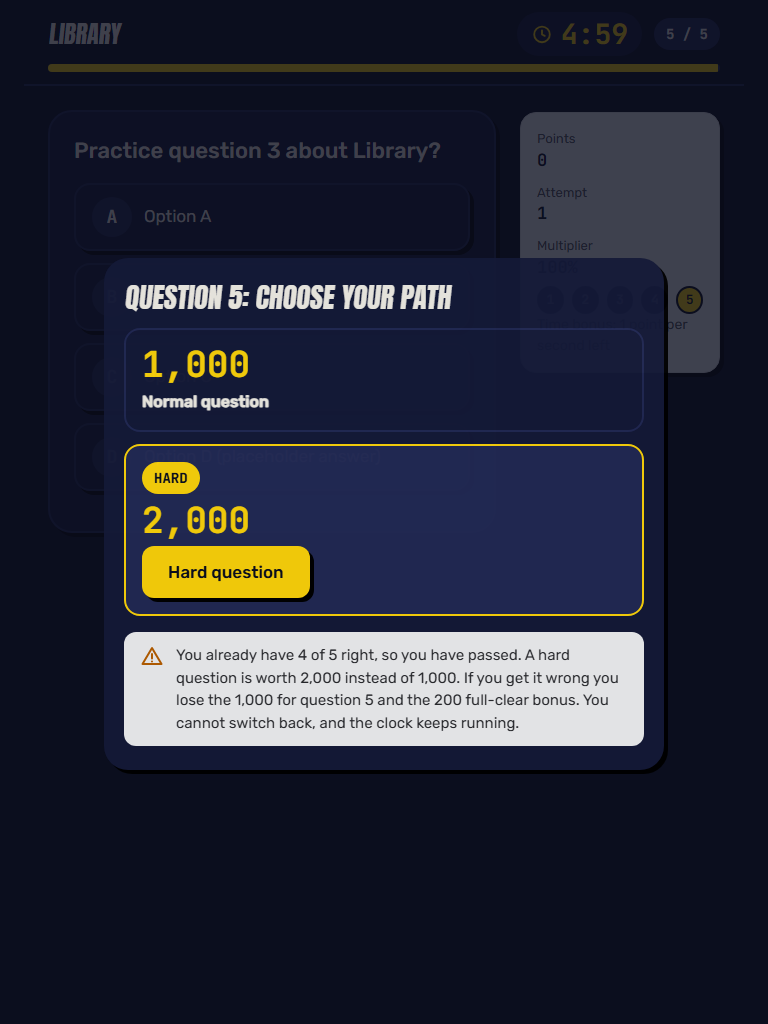 LIBRARY
4:59
5 / 5
Practice question 3 about Library?
A
Option A
Points
0
Attempt
1
Multiplier
5
QUESTION 5: CHOOSE YOUR PATH
1,000
Normal question
HARD
2,000
Hard question
You already have 4 of 5 right, so you have passed. A hard
question is worth 2,000 instead of 1,000. If you get it wrong you
lose the 1,000 for question 5 and the 200 full-clear bonus. You
cannot switch back, and the clock keeps running.